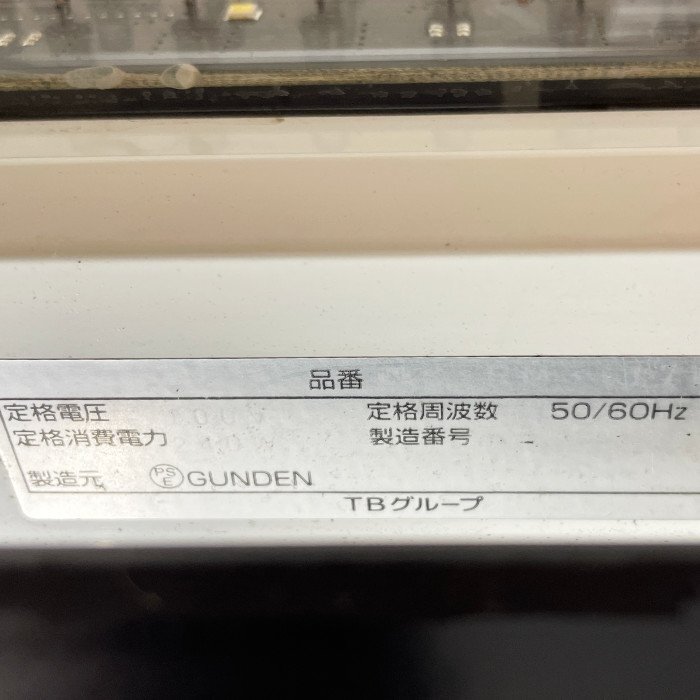 品番
定格電圧 定格周波数 50/60Hz
定格消費電力 製造番号
製造元 PSE GUNDEN
TBグループ